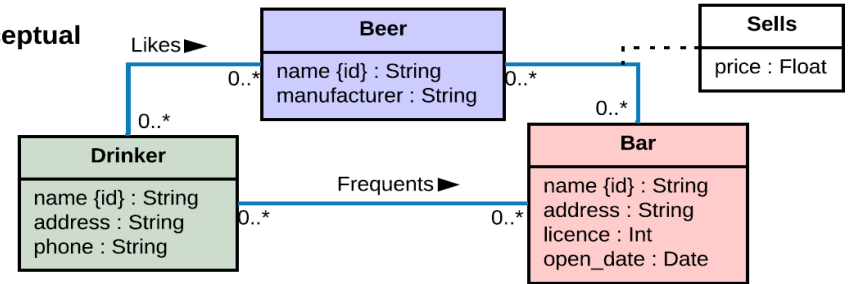 ceptual
Likes►
Beer
name {id} : String
manufacturer : String
0..*
0..*
0..*
0..*
Sells
price : Float
Drinker
name {id} : String
address : String
phone : String
Frequents►
0..*
0..*
Bar
name {id} : String
address : String
licence : Int
open_date : Date